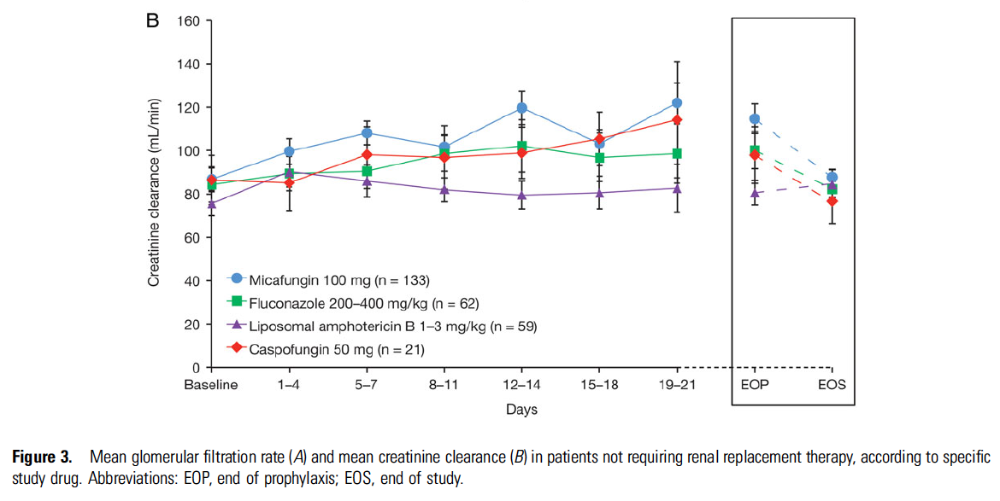 B
160
140
120
100
80
60
40
20
0
Creatinine clearance (mL/min)
Micafungin 100 mg (n = 133)
Fluconazole 200–400 mg/kg (n = 62)
Liposomal amphotericin B 1–3 mg/kg (n = 59)
Caspofungin 50 mg (n = 21)
Baseline 1–4 5–7 8–11 12–14 15–18 19–21 EOP EOS
Days
Figure 3. Mean glomerular filtration rate (A) and mean creatinine clearance (B) in patients not requiring renal replacement therapy, according to specific
study drug. Abbreviations: EOP, end of prophylaxis; EOS, end of study.